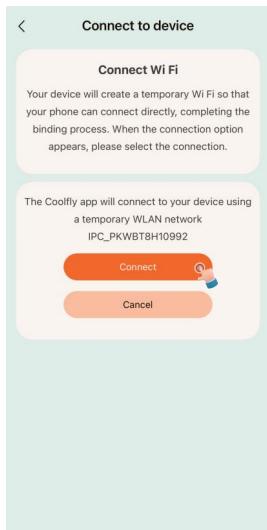 Connect to device
Connect Wi Fi
Your device will create a temporary Wi Fi so that
your phone can connect directly, completing the
binding process. When the connection option
appears, please select the connection.
The Coolfly app will connect to your device using
a temporary WLAN network
IPC_PKWBT8H10992
Connect
Cancel